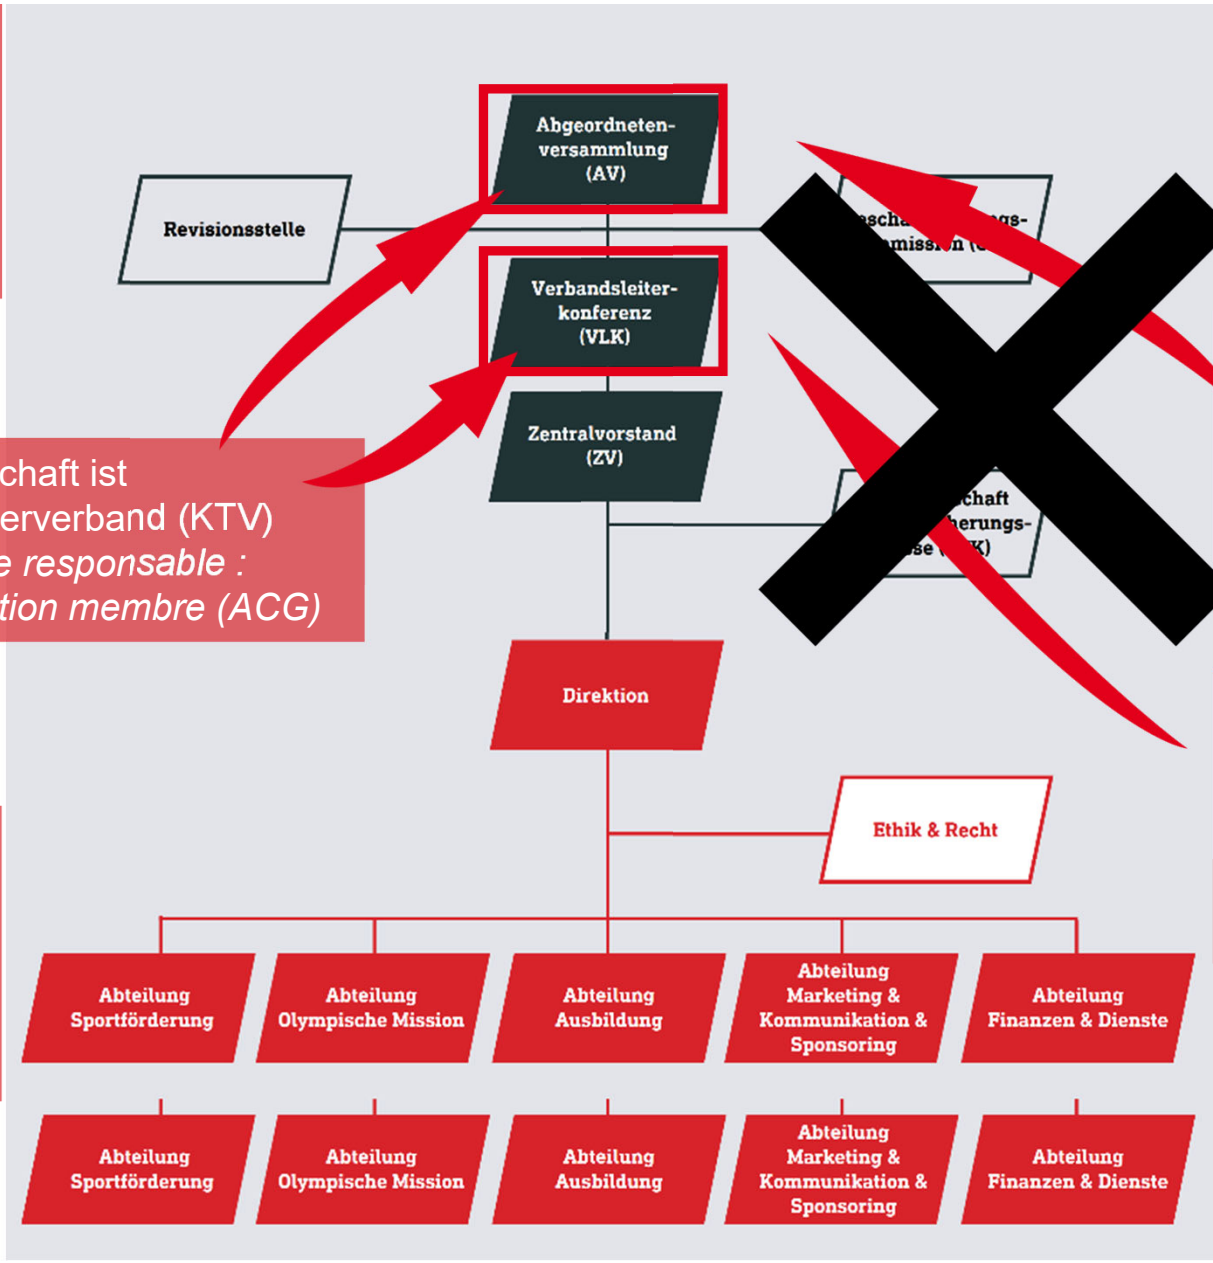 Abgeordneten-
versammlung
(AV)
Revisionsstelle
Verbandsleiter-
konferenz
(VLK)
Zentralvorstand
(ZV)
chaft ist
erverband (KTV)
e responsable :
tion membre (ACG)
Direktion
Ethik & Recht
Abteilung
Sportförderung
Abteilung
Olympische Mission
Abteilung
Ausbildung
Abteilung
Marketing &
Kommunikation &
Sponsoring
Abteilung
Finanzen & Dienste
Abteilung
Sportförderung
Abteilung
Olympische Mission
Abteilung
Ausbildung
Abteilung
Marketing &
Kommunikation &
Sponsoring
Abteilung
Finanzen & Dienste